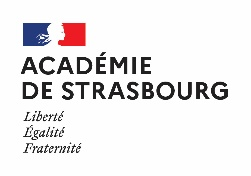 ACADÉMIE
DE STRASBOURG
Liberté
Égalité
Fraternité